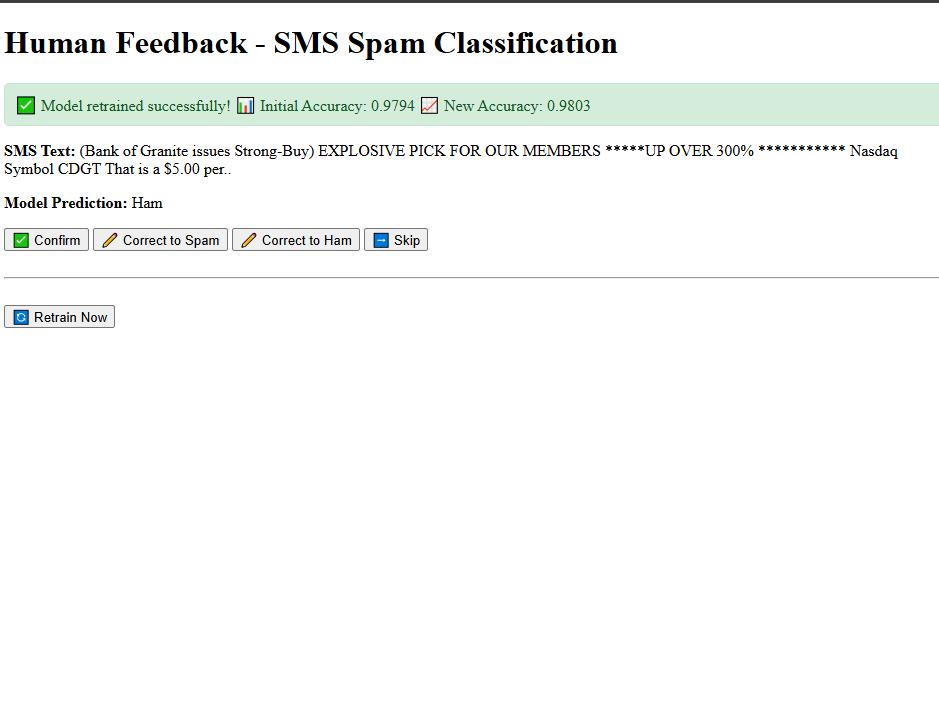 Human Feedback - SMS Spam Classification
✅ Model retrained successfully! 📊 Initial Accuracy: 0.9794 📈 New Accuracy: 0.9803
SMS Text: (Bank of Granite issues Strong-Buy) EXPLOSIVE PICK FOR OUR MEMBERS *****UP OVER 300% *********** Nasdaq
Symbol CDGT That is a $5.00 per..
Model Prediction: Ham
✅ Confirm ✏️ Correct to Spam ✏️ Correct to Ham ➡️ Skip
🔄 Retrain Now